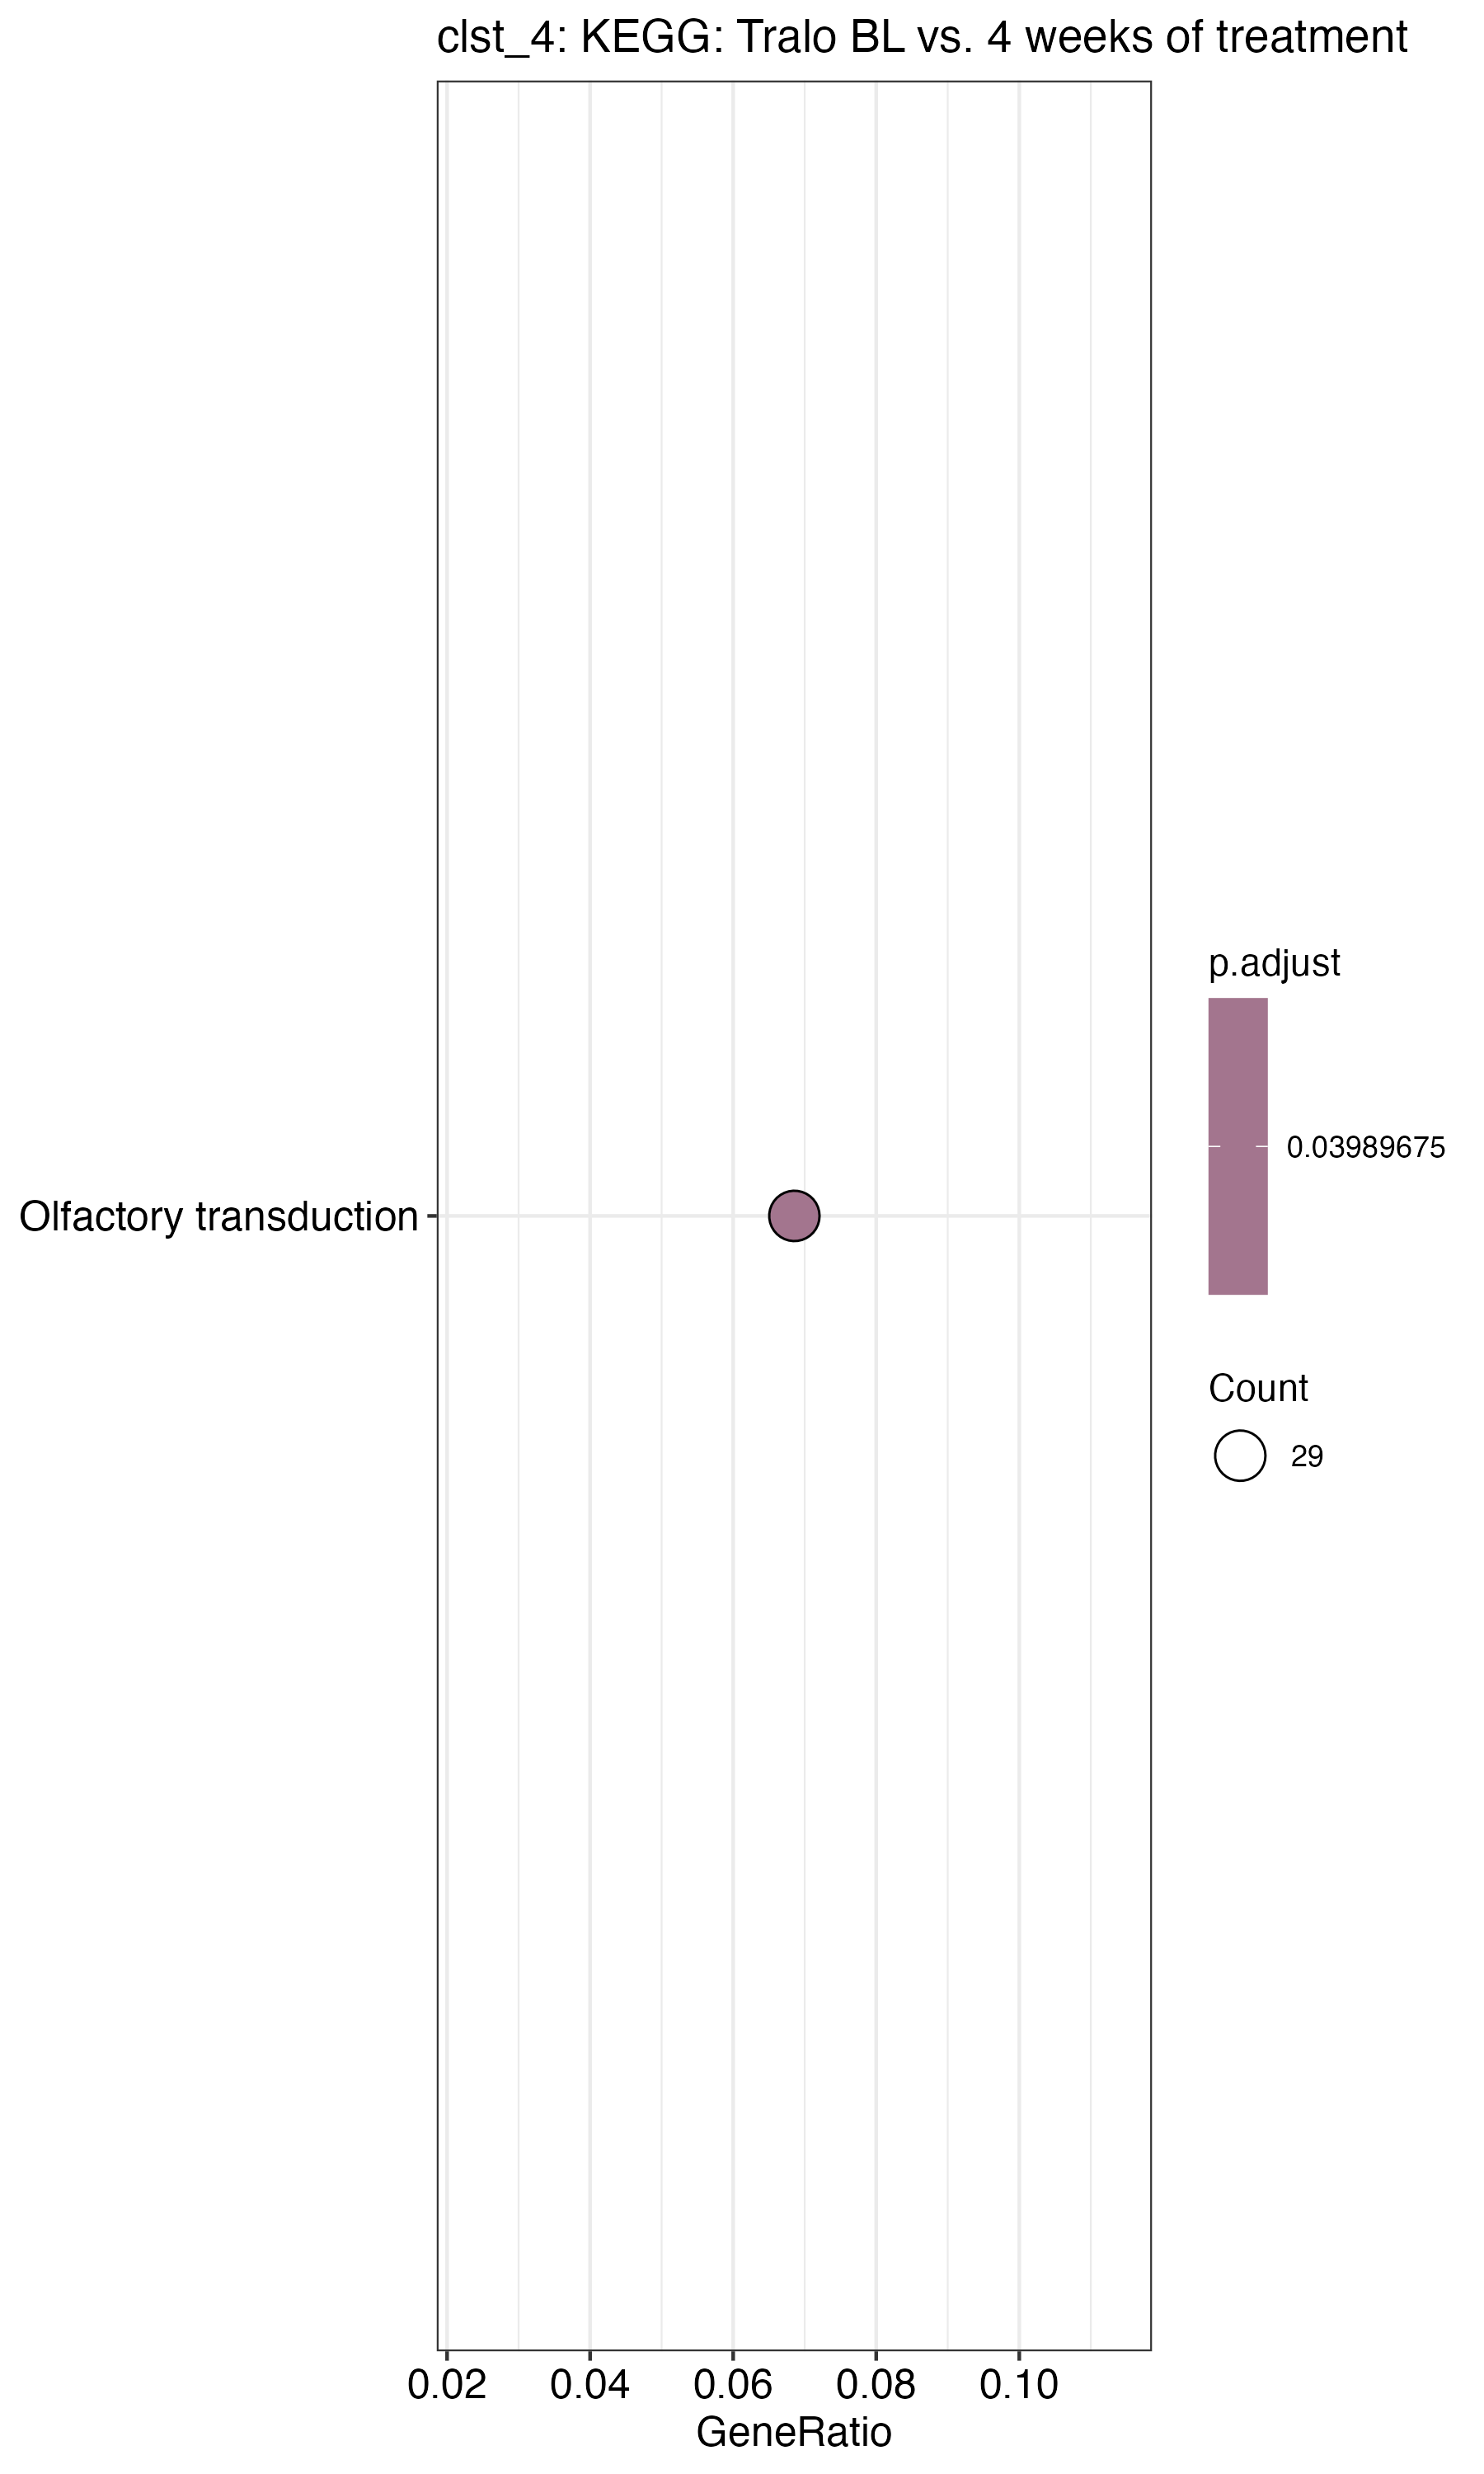 clst_4: KEGG: Tralo BL vs. 4 weeks of treatment
Olfactory transduction
p.adjust
0.03989675
Count
29
0.02 0.04 0.06 0.08 0.10
GeneRatio